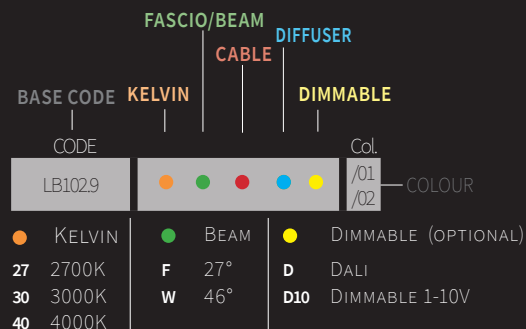 FASCIO/BEAM
DIFFUSER
CABLE
BASE CODE KELVIN DIMMABLE
CODE Col.
LB102.9 /01
/02
COLOUR
KELVIN BEAM DIMMABLE (OPTIONAL)
27 2700K F 27° D DALI
30 3000K W 46° D10 DIMMABLE 1-10V
40 4000K